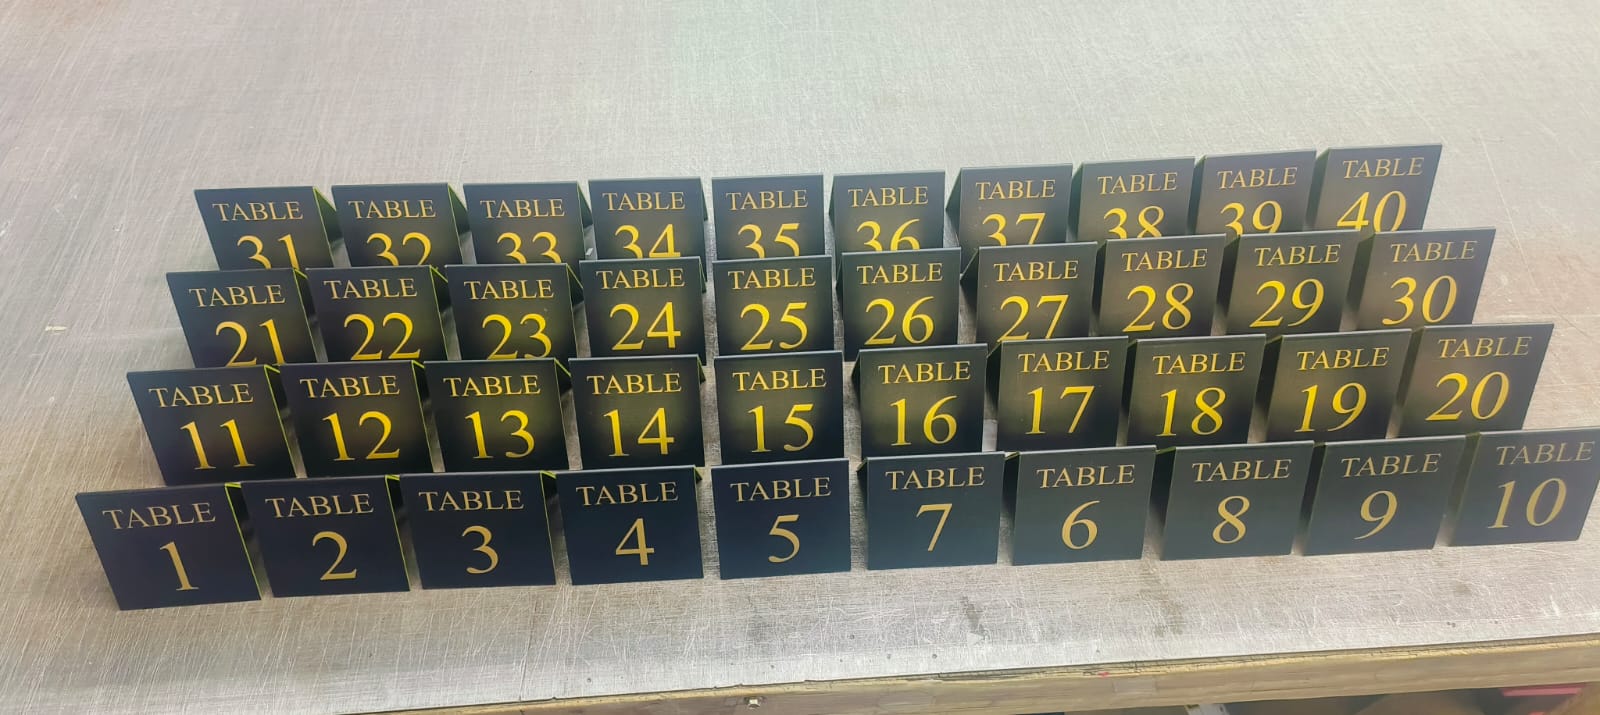 TABLE
31
TABLE
32
TABLE
33
TABLE
34
TABLE
35
TABLE
36
TABLE
37
TABLE
38
TABLE
39
TABLE
40
TABLE
21
TABLE
22
TABLE
23
TABLE
24
TABLE
25
TABLE
26
TABLE
27
TABLE
28
TABLE
29
TABLE
30
TABLE
11
TABLE
12
TABLE
13
TABLE
14
TABLE
15
TABLE
16
TABLE
17
TABLE
18
TABLE
19
TABLE
20
TABLE
1
TABLE
2
TABLE
3
TABLE
4
TABLE
5
TABLE
7
TABLE
6
TABLE
8
TABLE
9
TABLE
10